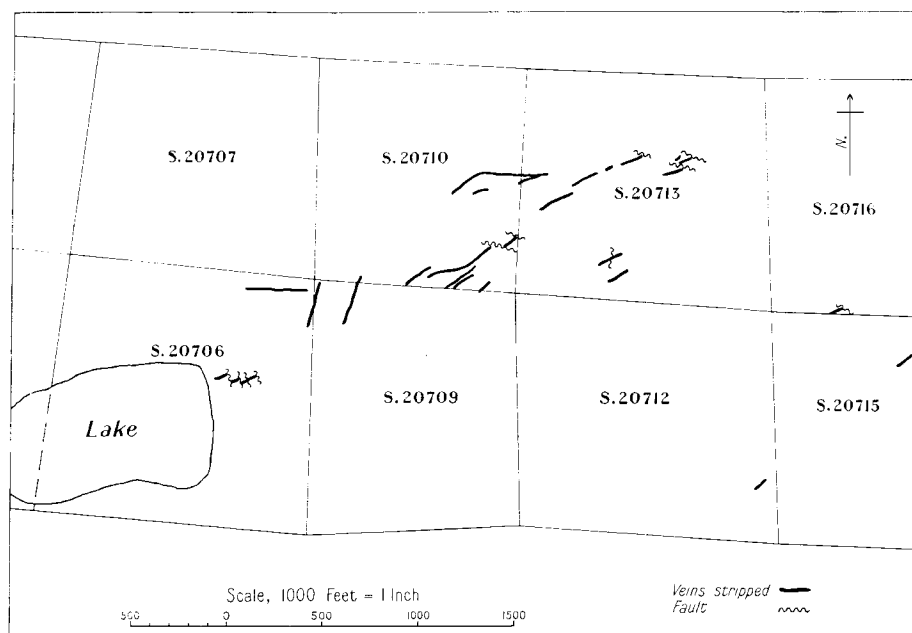 N.
S.20707
S.20710
S.20713
S.20716
S.20706
S.20709
S.20712
S.20715
Lake
Scale, 1000 Feet = 1 Inch
500 0 500 1000 1500
Veins stripped
Fault